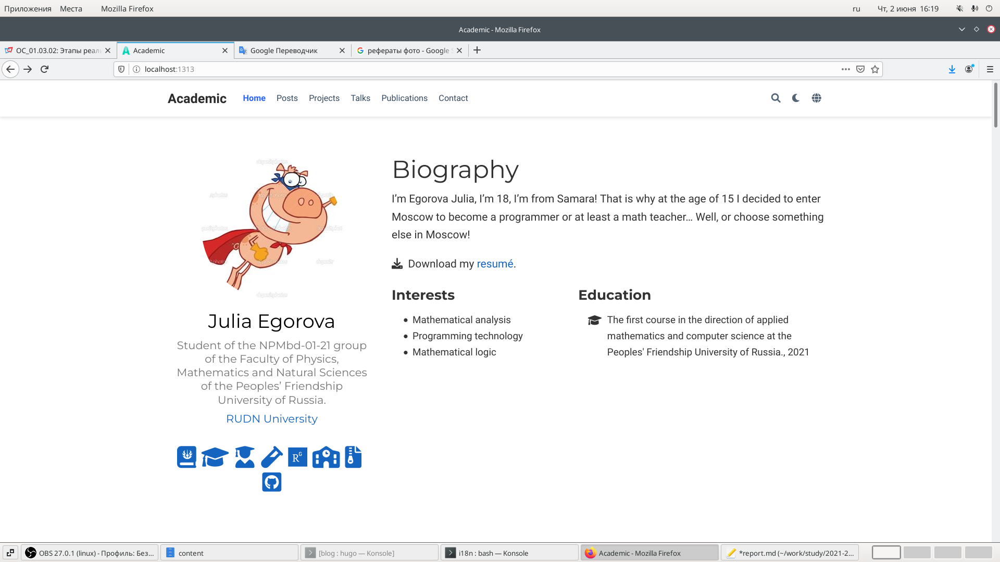 Приложения Места Mozilla Firefox ru Чт, 2 июня 16:19
Academic - Mozilla Firefox
ОС_01.03.02: Этапы реал Academic Google Переводчик рефераты фото - Google S
localhost:1313
Academic Home Posts Projects Talks Publications Contact
Biography
I’m Egorova Julia, I’m 18, I’m from Samara! That is why at the age of 15 I decided to enter
Moscow to become a programmer or at least a math teacher… Well, or choose something
else in Moscow!
Download my resumé.
Interests
Mathematical analysis
Programming technology
Mathematical logic
Education
The first course in the direction of applied
mathematics and computer science at the
Peoples' Friendship University of Russia., 2021
depositphotos
Julia Egorova
Student of the NPMbd-01-21 group
of the Faculty of Physics,
Mathematics and Natural Sciences
of the Peoples’ Friendship
University of Russia.
RUDN University
RG
OBS 27.0.1 (linux) - Профиль: Без... content [blog : hugo — Konsole] i18n : bash — Konsole Academic - Mozilla Firefox *report.md (~/work/study/2021-2...